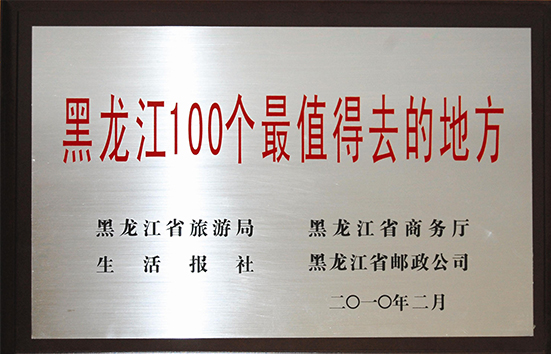 黑龙江100个最值得去的地方
黑龙江省旅游局 黑龙江省商务厅
生活报社 黑龙江省邮政公司
二〇一〇年二月